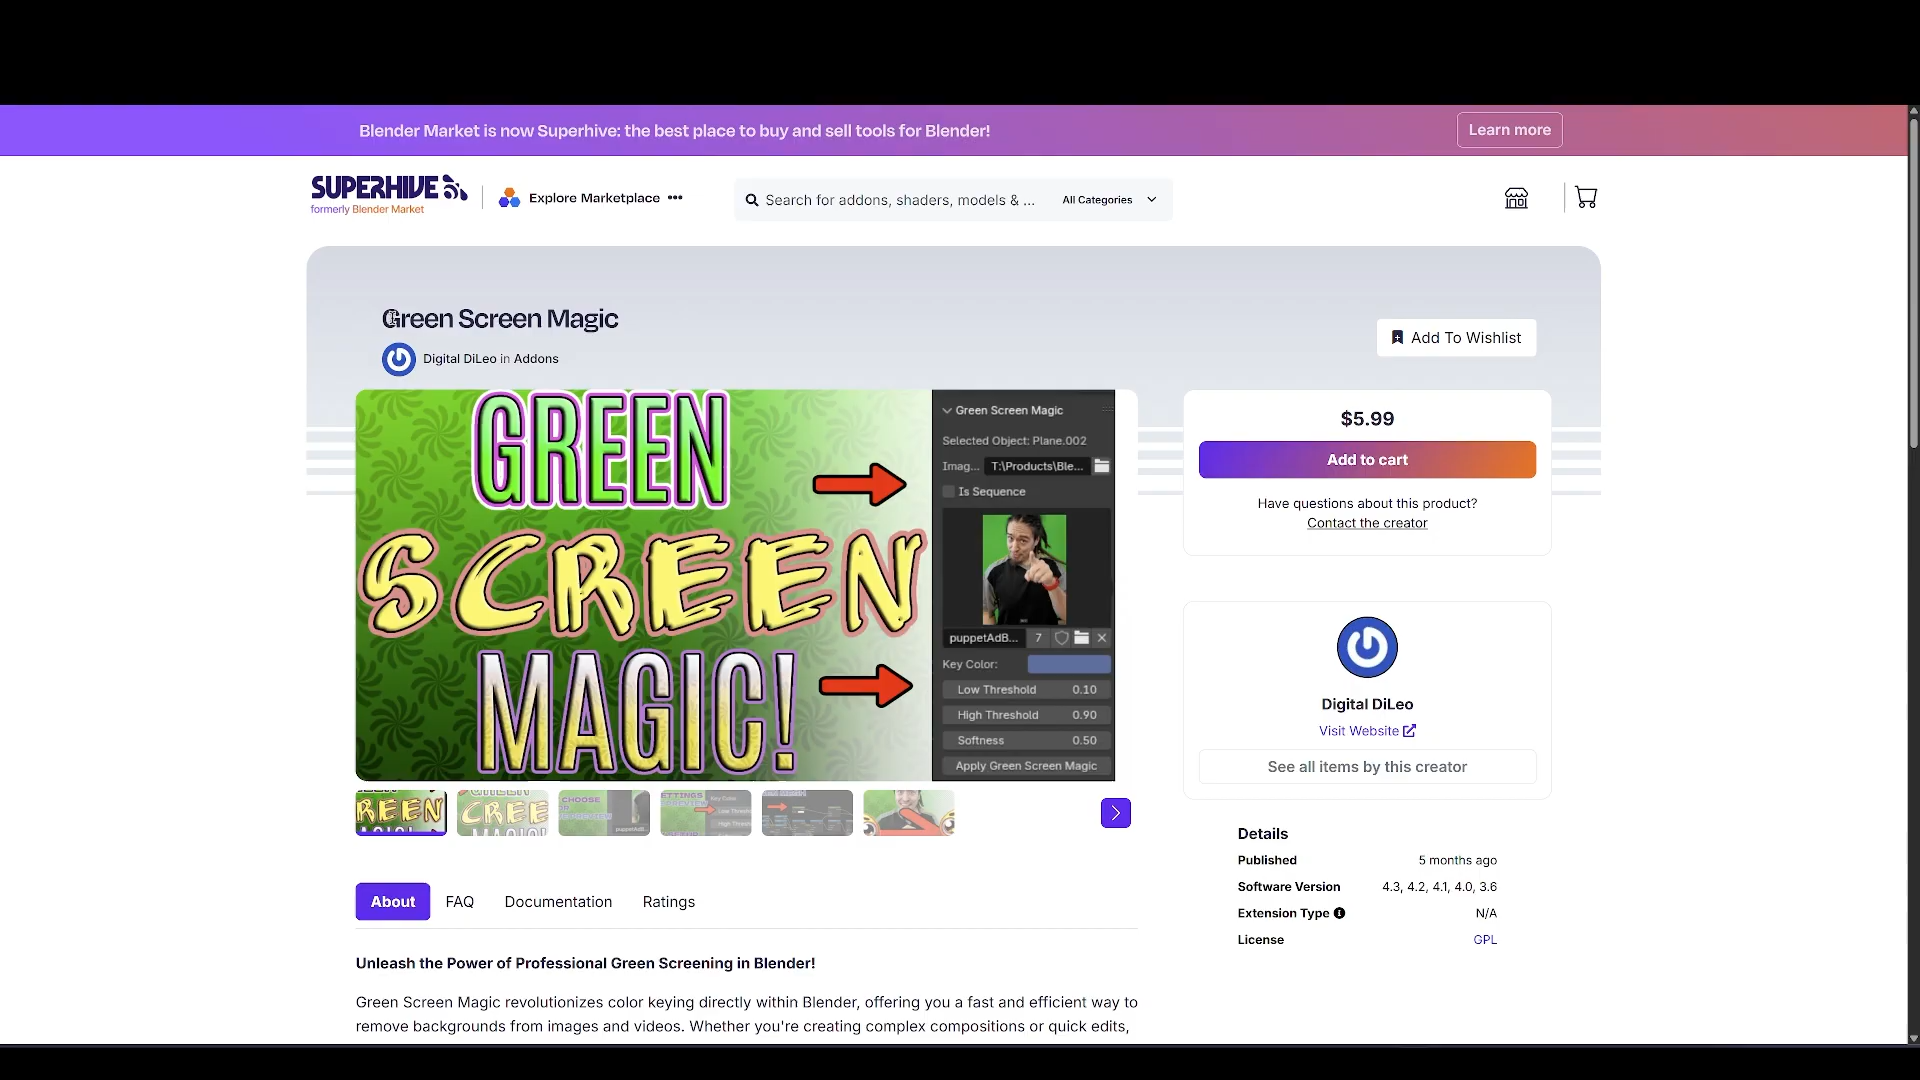 Blender Market is now Superhive: the best place to buy and sell tools for Blender!
Learn more
SUPERHIVE
formerly Blender Market
Explore Marketplace •••
Search for addons, shaders, models & ...
All Categories
Green Screen Magic
Digital DiLeo in Addons
Add To Wishlist
GREEN
SCREEN
MAGIC!
Green Screen Magic
Selected Object: Plane.002
Imag... T:\Products\Ble...
Is Sequence
puppetAdB... 7
Key Color:
Low Threshold 0.10
High Threshold 0.90
Softness 0.50
Apply Green Screen Magic
$5.99
Add to cart
Have questions about this product?
Contact the creator
Digital DiLeo
Visit Website
See all items by this creator
Details
Published 5 months ago
Software Version 4.3, 4.2, 4.1, 4.0, 3.6
Extension Type N/A
License GPL
About
FAQ
Documentation
Ratings
Unleash the Power of Professional Green Screening in Blender!
Green Screen Magic revolutionizes color keying directly within Blender, offering you a fast and efficient way to
remove backgrounds from images and videos. Whether you're creating complex compositions or quick edits,